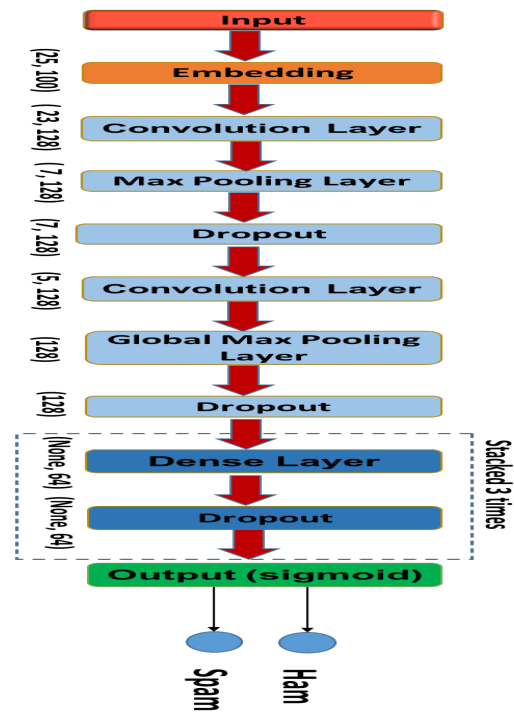 Input
Embedding
(25, 100)
Convolution Layer
(23, 128)
Max Pooling Layer
(7, 128)
Dropout
(7, 128)
Convolution Layer
(5, 128)
Global Max Pooling
Layer
(128)
Dropout
(128)
Dense Layer
(None, 64)
Dropout
(None, 64)
Stacked 3
times
Output (sigmoid)
Spam
Ham